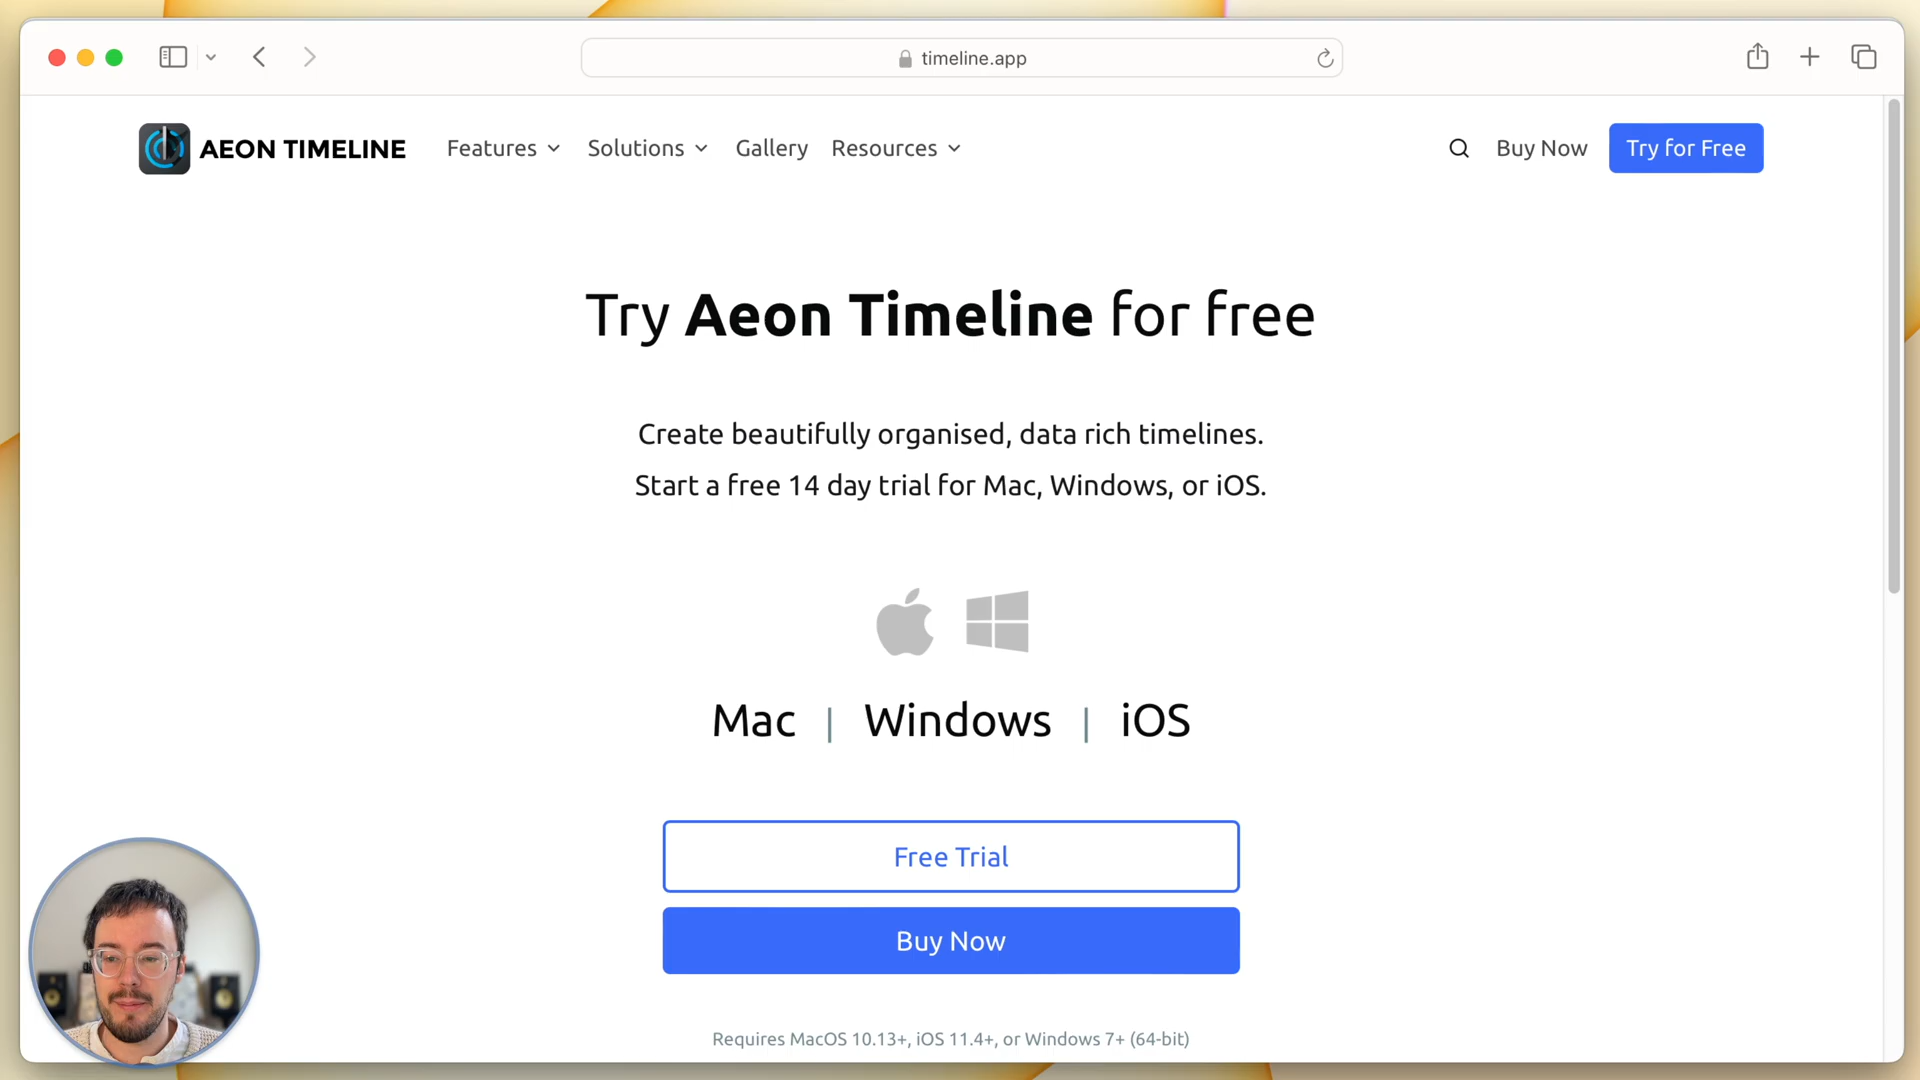 timeline.app
AEON TIMELINE
Features
Solutions
Gallery
Resources
Buy Now
Try for Free
Try Aeon Timeline for free
Create beautifully organised, data rich timelines.
Start a free 14 day trial for Mac, Windows, or iOS.
Mac | Windows | iOS
Free Trial
Buy Now
Requires MacOS 10.13+, iOS 11.4+, or Windows 7+ (64-bit)